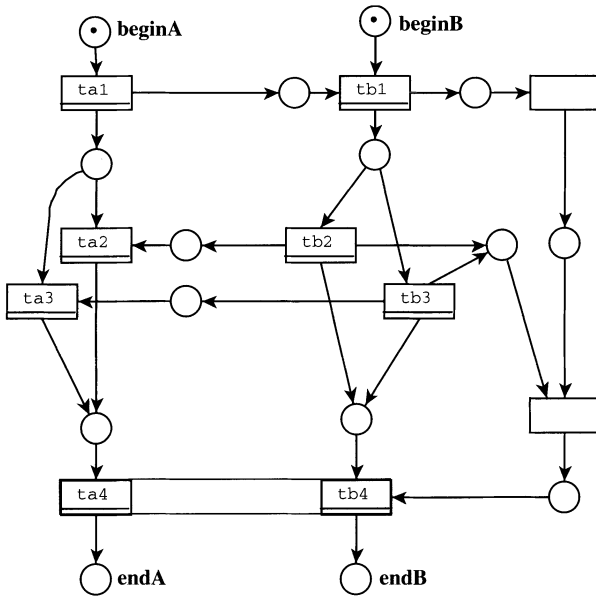 beginA
beginB
ta1
tb1
ta2
tb2
ta3
tb3
ta4
tb4
endA
endB